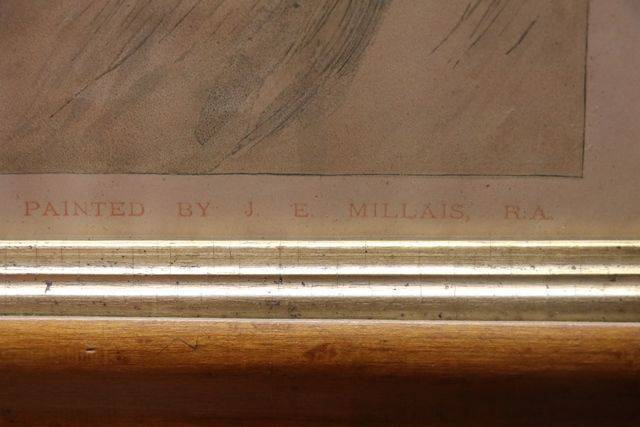 PAINTED BY J. E. MILLAIS, R.A.